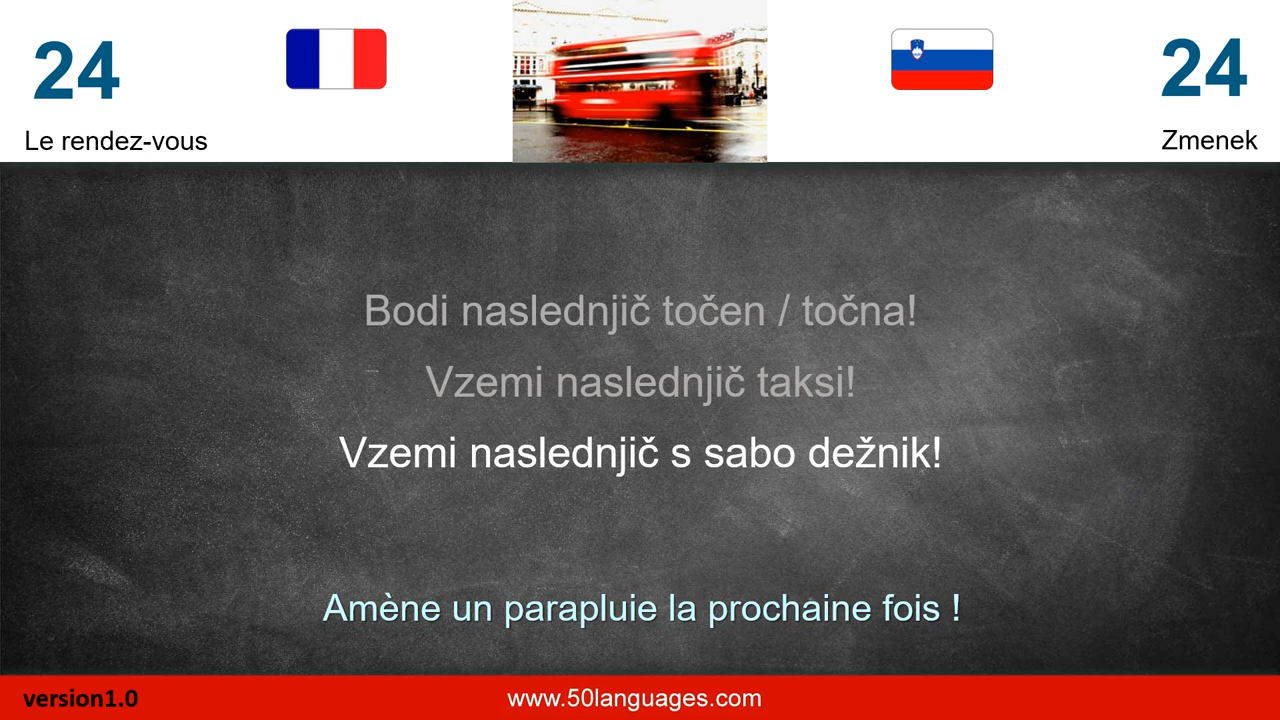 24
24
Le rendez-vous
Zmenek
Bodi naslednjič točen / točna!
Vzemi naslednjič taksi!
Vzemi naslednjič s sabo dežnik!
Amène un parapluie la prochaine fois !
version1.0
www.50languages.com